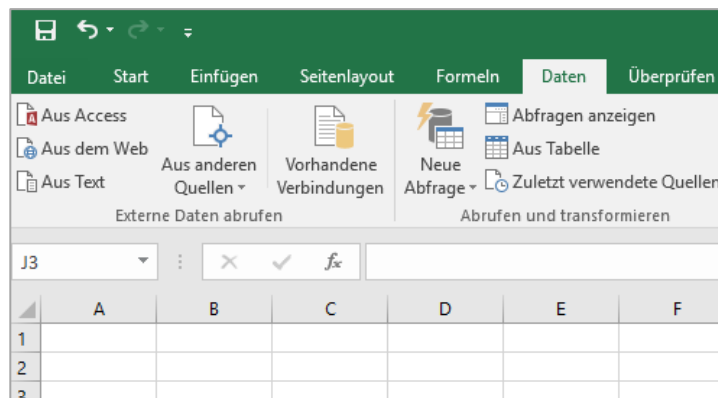 Datei Start Einfügen Seitenlayout Formeln Daten Überprüfen
Aus Access
Aus dem Web
Aus Text
Aus anderen
Quellen
Vorhandene
Verbindungen
Externe Daten abrufen
Neue
Abfrage
Abfragen anzeigen
Aus Tabelle
Zuletzt verwendete Quellen
Abrufen und transformieren
J3 fx
A B C D E F
1
2
3